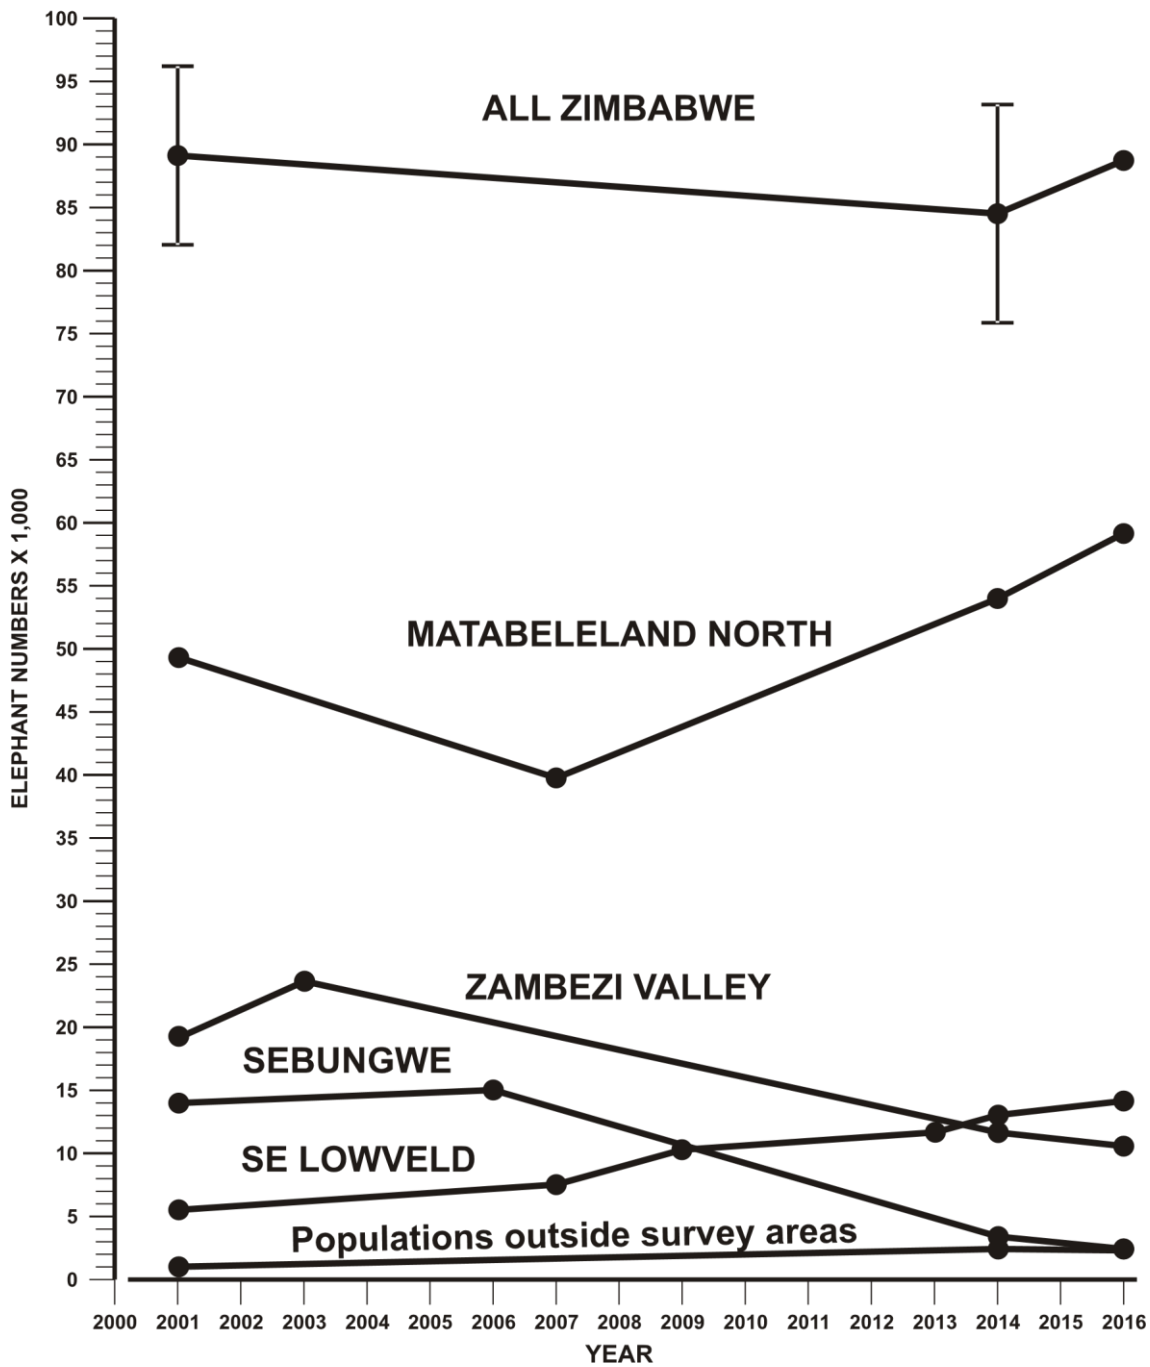 100
95
90
85
80
75
70
65
60
55
50
45
40
35
30
25
20
15
10
5
0
ELEPHANT NUMBERS X 1,000
ALL ZIMBABWE
MATABELELAND NORTH
ZAMBEZI VALLEY
SEBUNGWE
SE LOWVELD
Populations outside survey areas
2000 2001 2002 2003 2004 2005 2006 2007 2008 2009 2010 2011 2012 2013 2014 2015 2016
YEAR